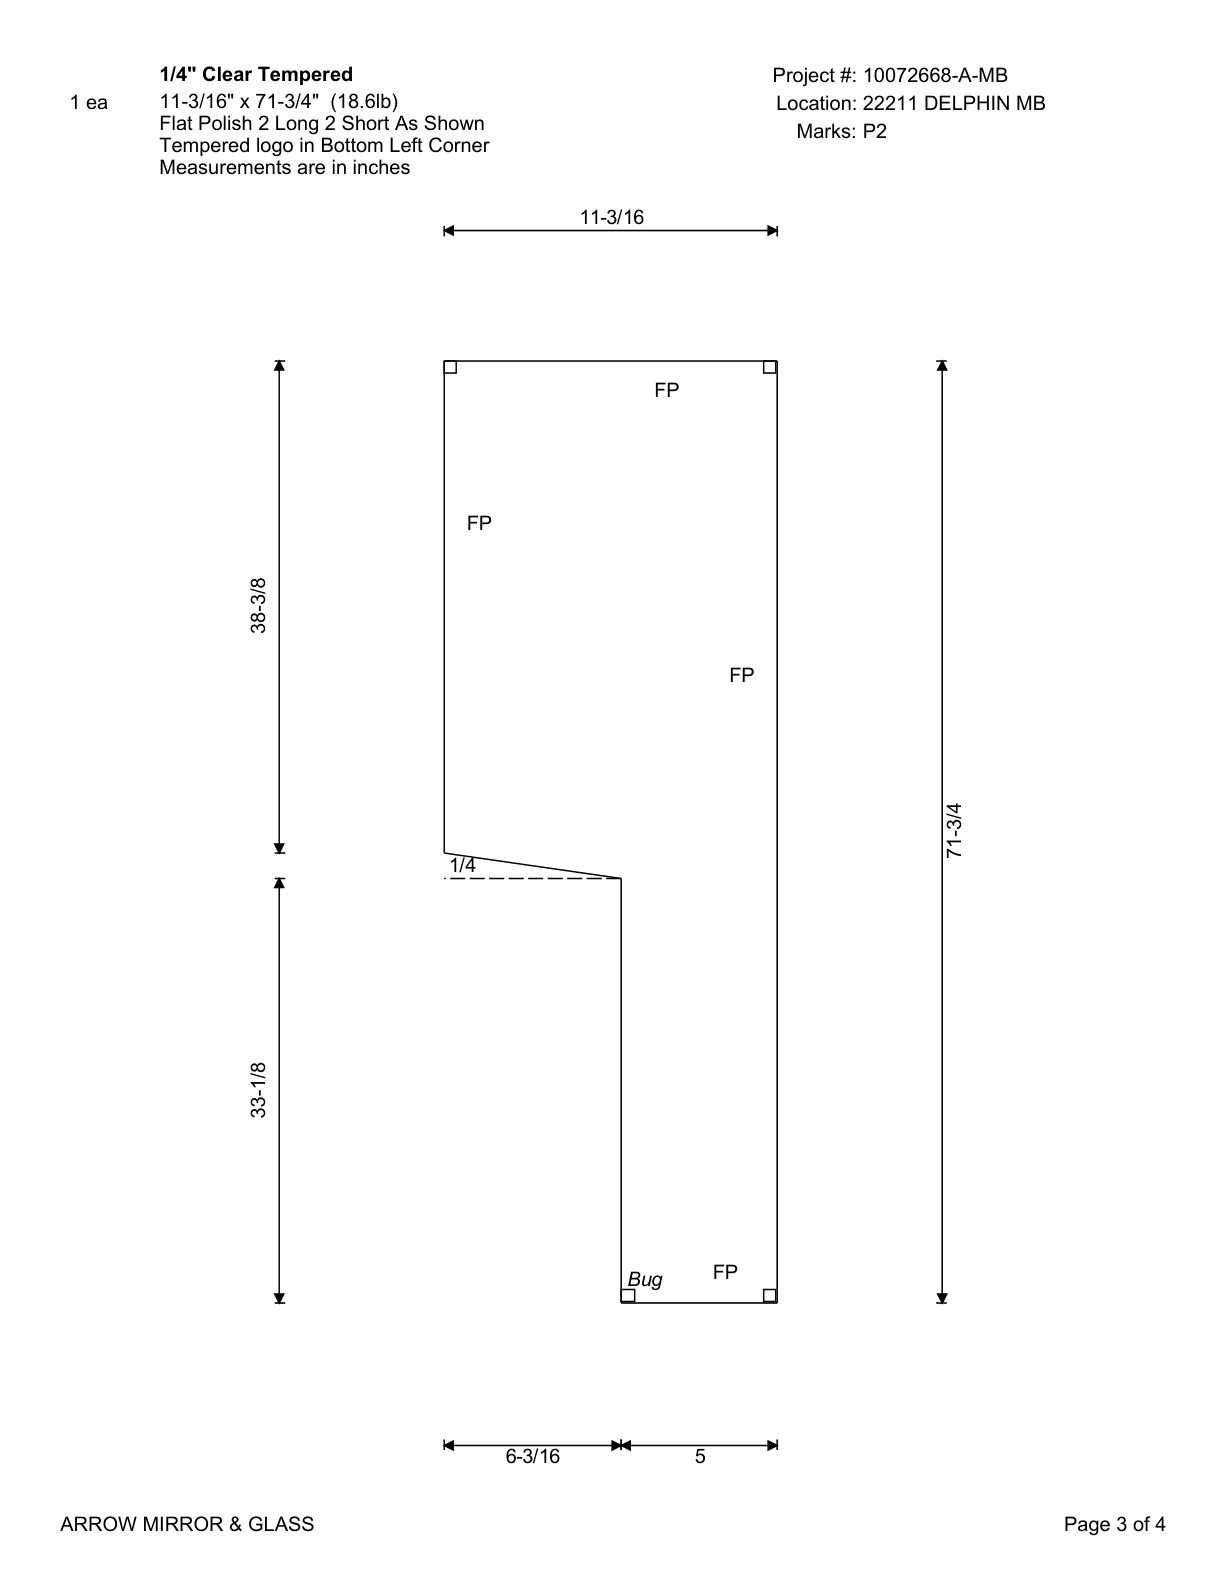 1/4" Clear Tempered
1 ea
11-3/16" x 71-3/4" (18.6lb)
Flat Polish 2 Long 2 Short As Shown
Tempered logo in Bottom Left Corner
Measurements are in inches
Project #: 10072668-A-MB
Location: 22211 DELPHIN MB
Marks: P2
11-3/16
FP
FP
38-3/8
FP
71-3/4
1/4
33-1/8
Bug
FP
6-3/16
5
ARROW MIRROR & GLASS
Page 3 of 4